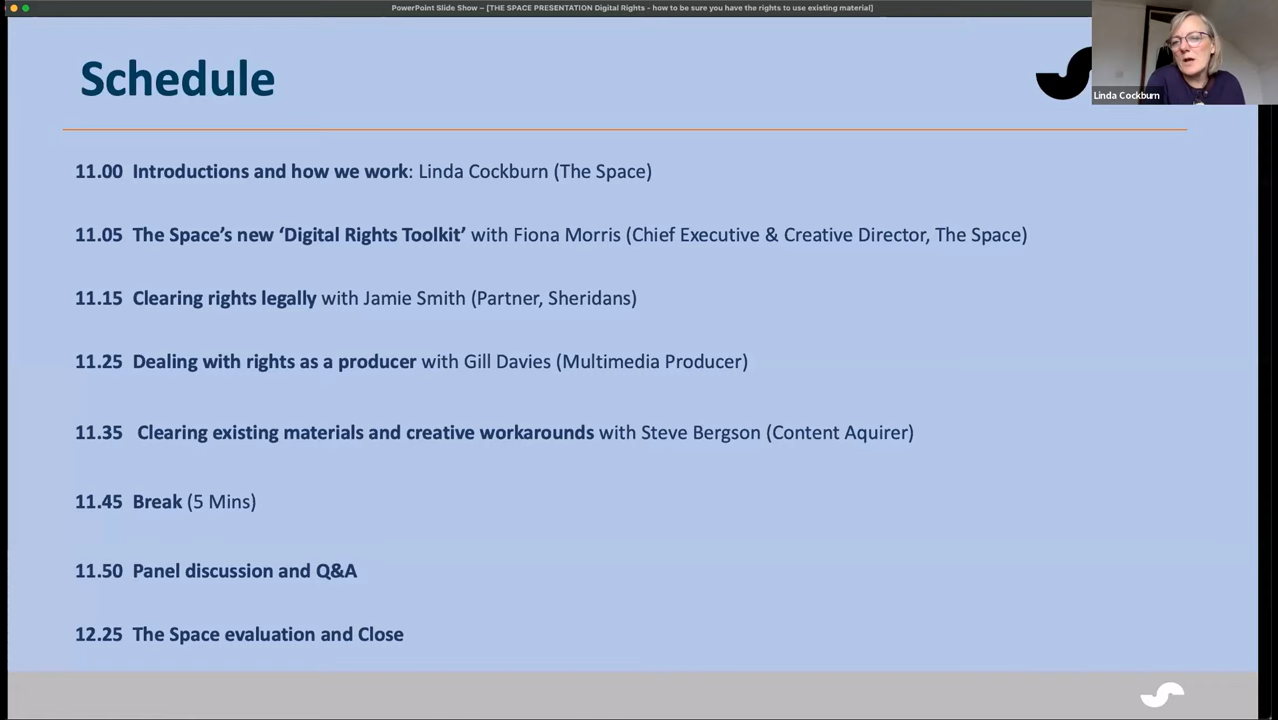 PowerPoint Slide Show – [THE SPACE PRESENTATION Digital Rights - how to be sure you have the rights to use existing material]
Schedule
Linda Cockburn
11.00 Introductions and how we work: Linda Cockburn (The Space)
11.05 The Space’s new ‘Digital Rights Toolkit’ with Fiona Morris (Chief Executive & Creative Director, The Space)
11.15 Clearing rights legally with Jamie Smith (Partner, Sheridans)
11.25 Dealing with rights as a producer with Gill Davies (Multimedia Producer)
11.35 Clearing existing materials and creative workarounds with Steve Bergson (Content Aquirer)
11.45 Break (5 Mins)
11.50 Panel discussion and Q&A
12.25 The Space evaluation and Close